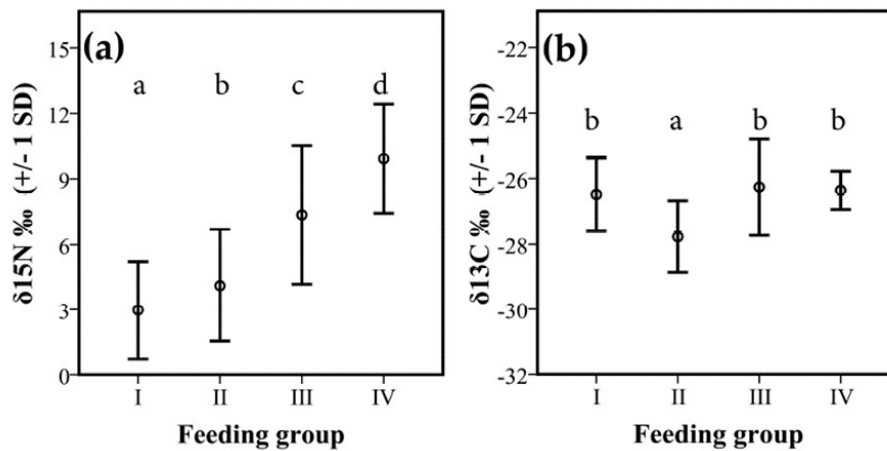 (a)
a b c d
15
12
9
6
3
0
δ15N ‰ (+/- 1 SD)
I II III IV
Feeding group
(b)
b a b b
-22
-24
-26
-28
-30
-32
δ13C ‰ (+/- 1 SD)
I II III IV
Feeding group